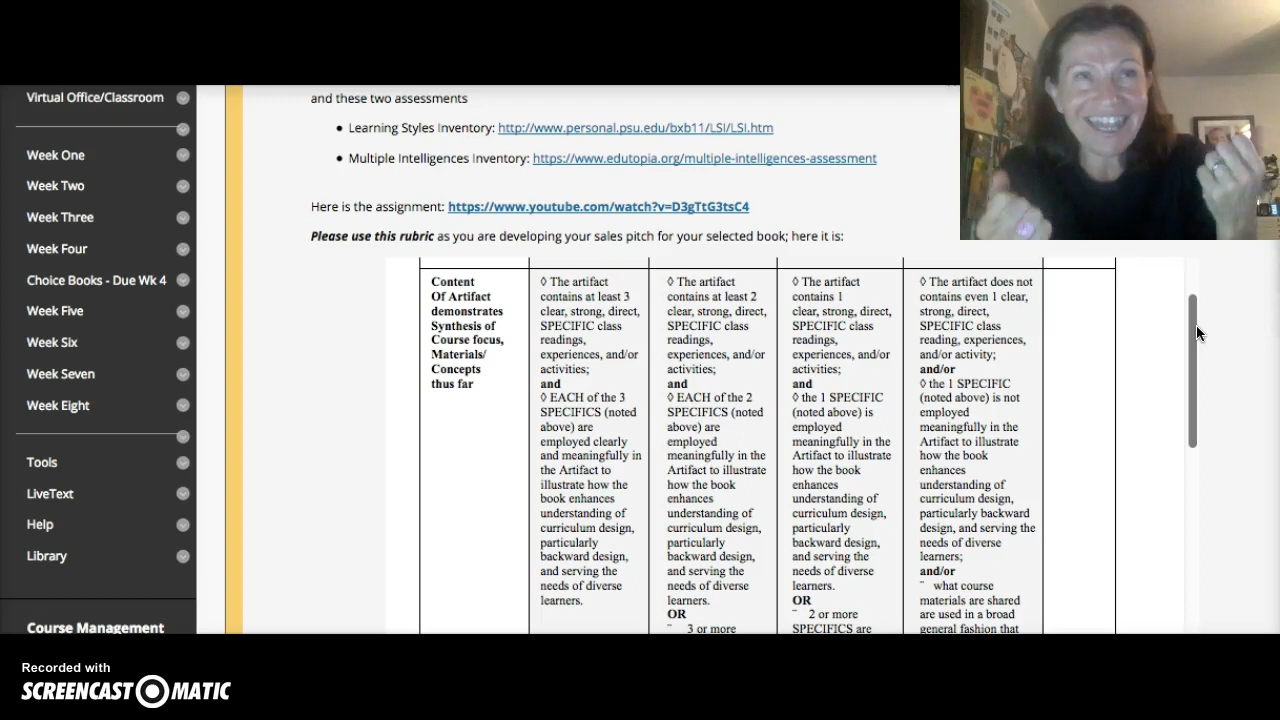 Virtual Office/Classroom
Week One
Week Two
Week Three
Week Four
Choice Books - Due Wk 4
Week Five
Week Six
Week Seven
Week Eight
Tools
LiveText
Help
Library
Course Management
and these two assessments
• Learning Styles Inventory: http://www.personal.psu.edu/bxb11/LSI/LSI.htm
• Multiple Intelligences Inventory: https://www.edutopia.org/multiple-intelligences-assessment
Here is the assignment: https://www.youtube.com/watch?v=D3gTtG3tsC4
Please use this rubric as you are developing your sales pitch for your selected book; here it is:
Content
Of Artifact
demonstrates
Synthesis of
Course focus,
Materials/
Concepts
thus far
◊ The artifact
contains at least 3
clear, strong, direct,
SPECIFIC class
readings,
experiences, and/or
activities;
and
◊ EACH of the 3
SPECIFICS (noted
above) are
employed clearly
and meaningfully in
the Artifact to
illustrate how the
book enhances
understanding of
curriculum design,
particularly
backward design,
and serving the
needs of diverse
learners.
◊ The artifact
contains at least 2
clear, strong, direct,
SPECIFIC class
readings,
experiences, and/or
activities;
and
◊ EACH of the 2
SPECIFICS (noted
above) are
employed
meaningfully in the
Artifact to illustrate
how the book
enhances
understanding of
curriculum design,
particularly
backward design,
and serving the
needs of diverse
learners.
OR
¨ 3 or more
◊ The artifact
contains 1
clear, strong, direct,
SPECIFIC class
readings,
experiences, and/or
activities;
and
◊ the 1 SPECIFIC
(noted above) is
employed
meaningfully in the
Artifact to illustrate
how the book
enhances
understanding of
curriculum design,
particularly
backward design,
and serving the
needs of diverse
learners.
OR
¨ 2 or more
SPECIFICS are
◊ The artifact does not
contains even 1 clear,
strong, direct,
SPECIFIC class
reading, experiences,
and/or activity;
and/or
◊ the 1 SPECIFIC
(noted above) is not
employed
meaningfully in the
Artifact to illustrate
how the book
enhances
understanding of
curriculum design,
particularly backward
design, and serving the
needs of diverse
learners;
and/or
¨ what course
materials are shared
are used in a broad
general fashion that
Recorded with
SCREENCAST-O-MATIC